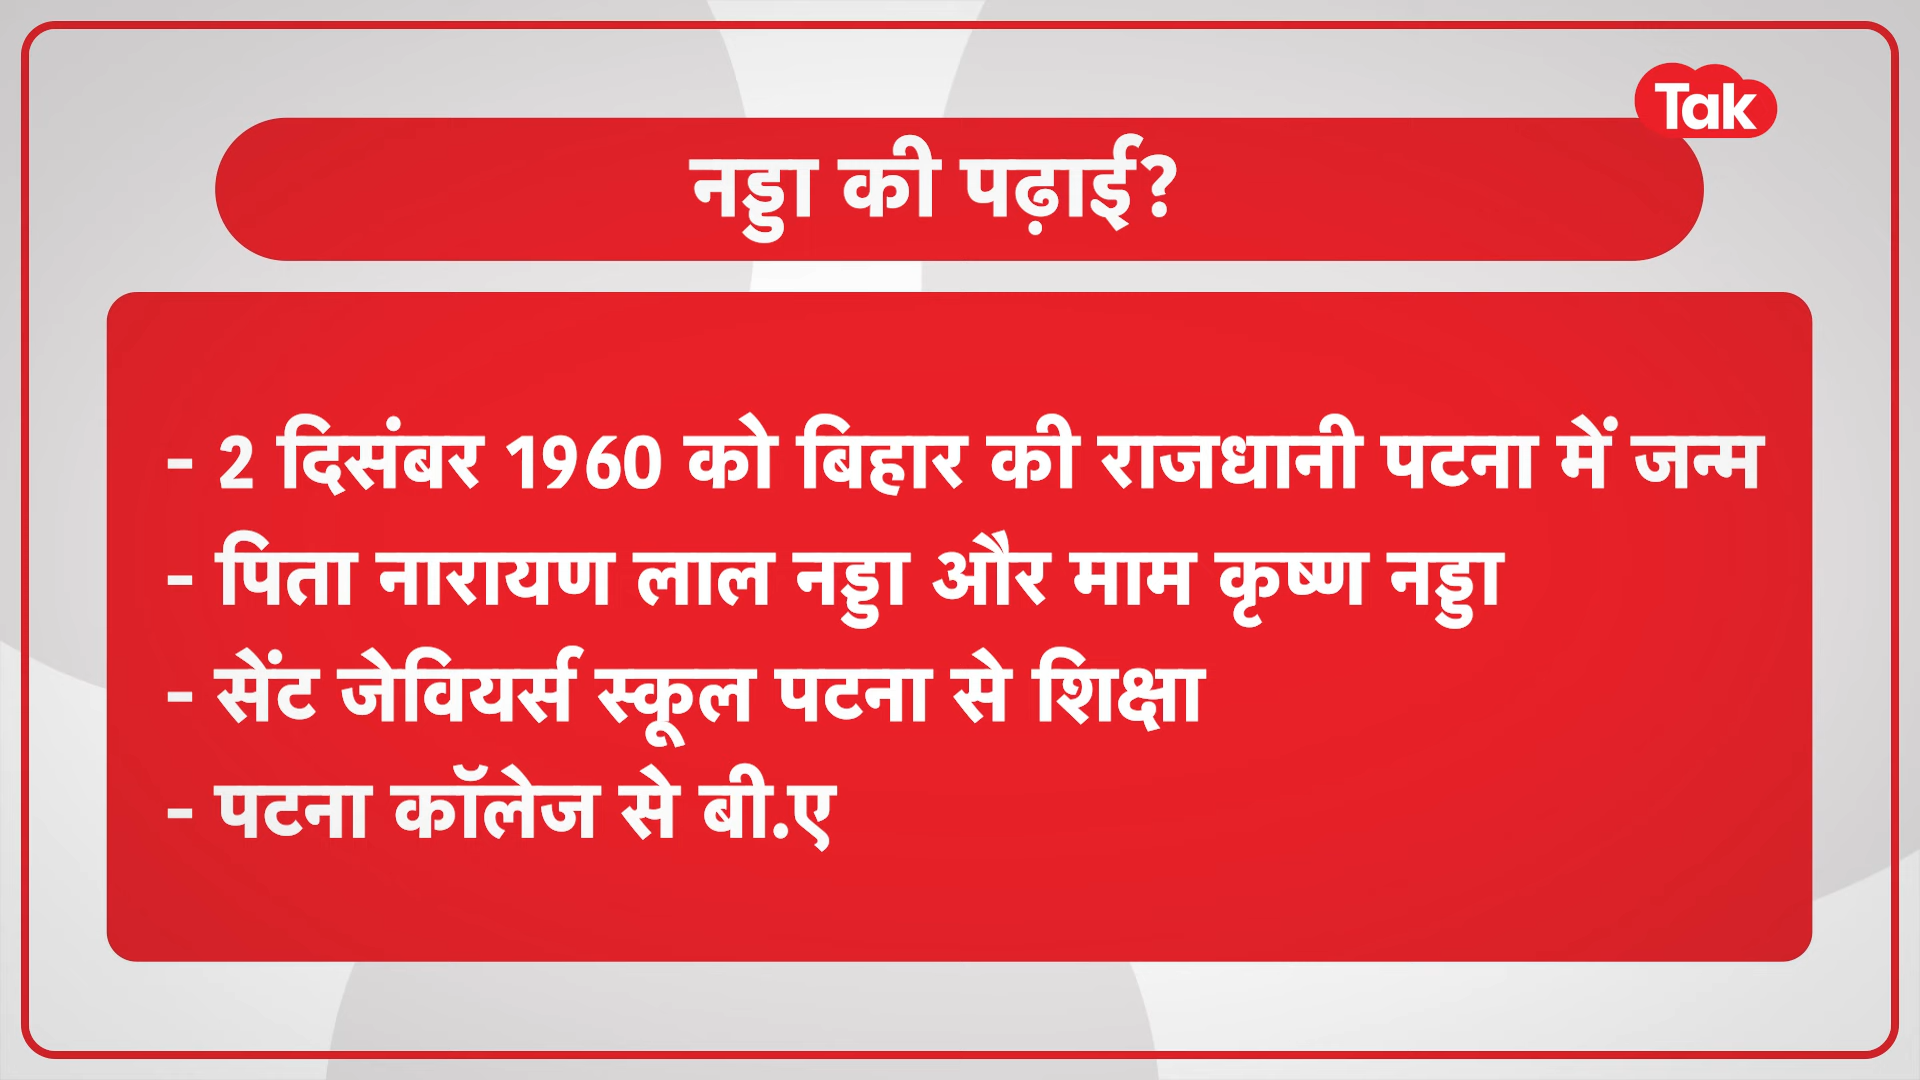 Tak
नड्डा की पढ़ाई?
- 2 दिसंबर 1960 को बिहार की राजधानी पटना में जन्म
- पिता नारायण लाल नड्डा और माम कृष्ण नड्डा
- सेंट जेवियर्स स्कूल पटना से शिक्षा
- पटना कॉलेज से बी.ए